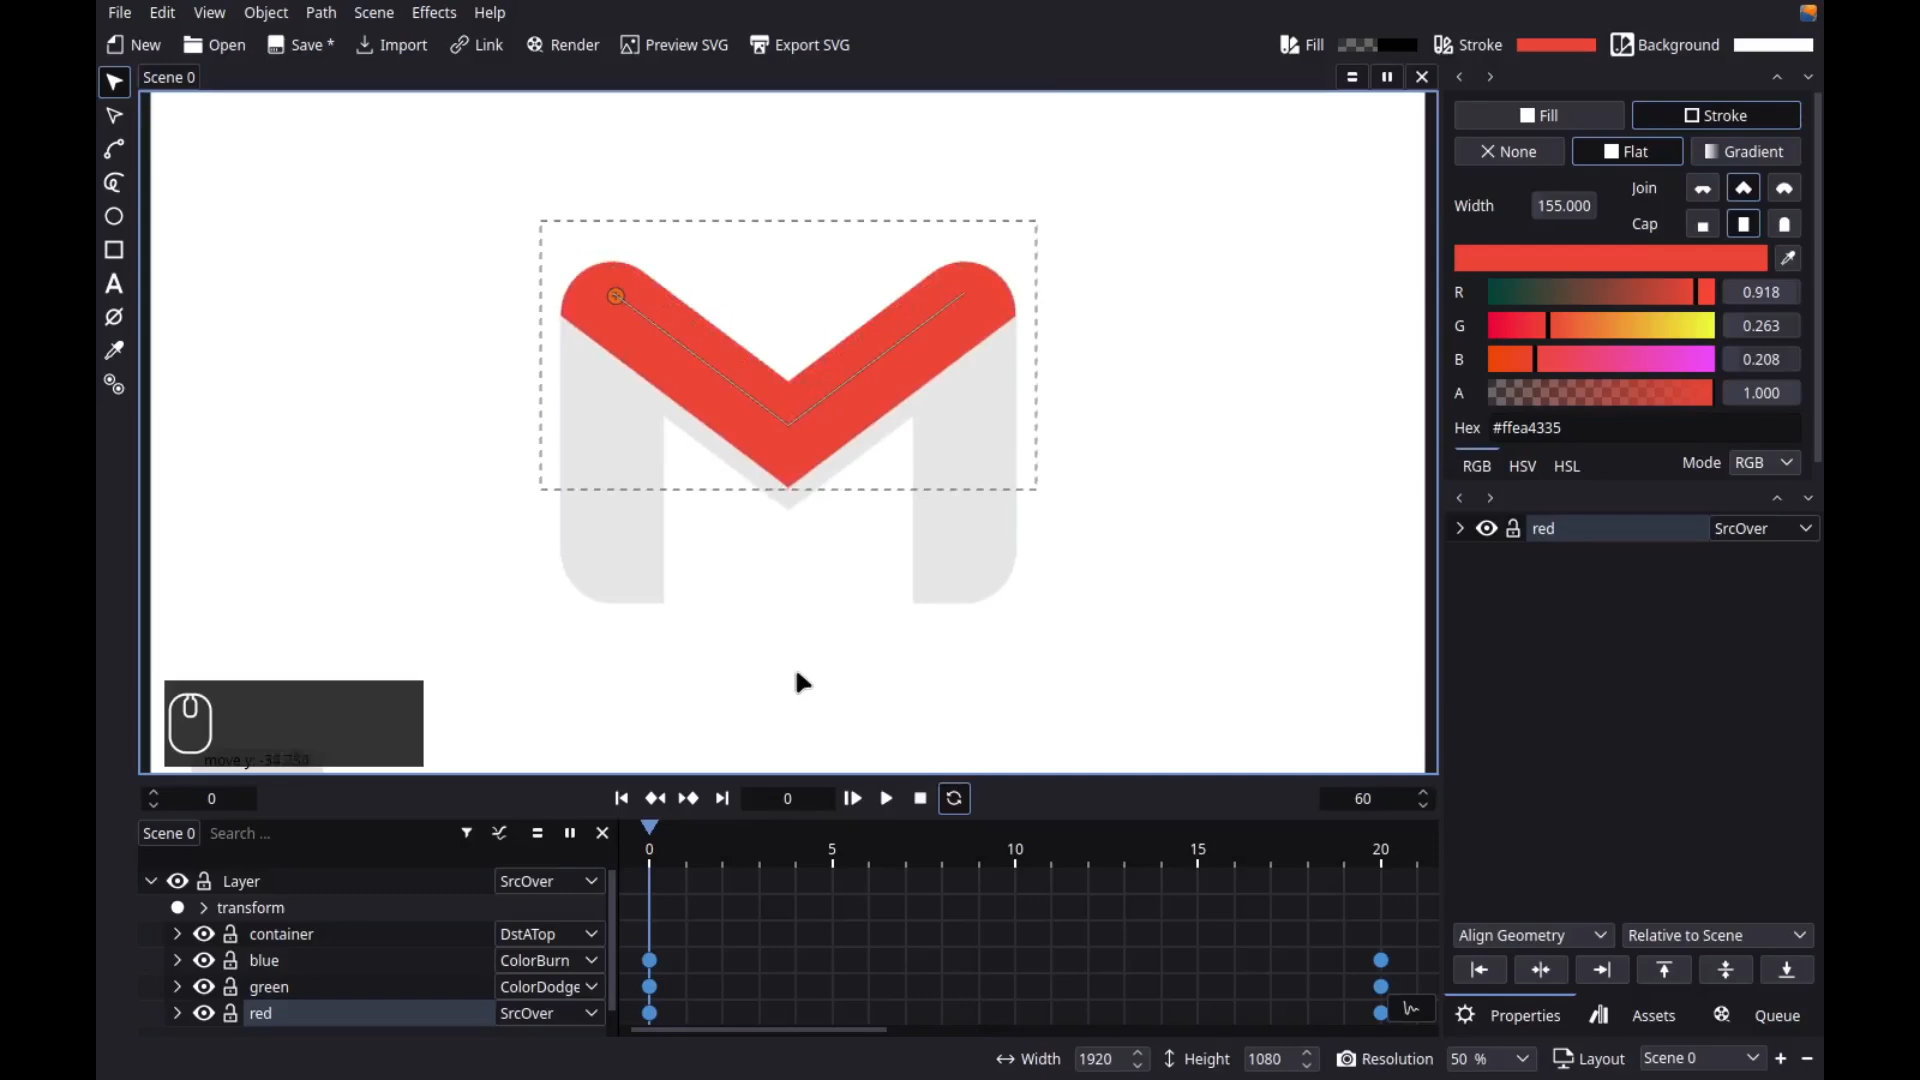 File Edit View Object Path Scene Effects Help
New Open Save * Import Link Render Preview SVG Export SVG Fill Stroke Background
Scene 0
Fill Stroke
None Flat Gradient
Join
Width 155.000
Cap
R 0.918
G 0.263
B 0.208
A 1.000
Hex #ffea4335
RGB HSV HSL Mode RGB
red SrcOver
move y: -34.750
0 0 60
Scene 0 Search ...
0 5 10 15 20
Layer SrcOver
transform
container DstATop
blue ColorBurn
green ColorDodge
red SrcOver
Align Geometry Relative to Scene
Properties Assets Queue
Width 1920 Height 1080 Resolution 50 % Layout Scene 0